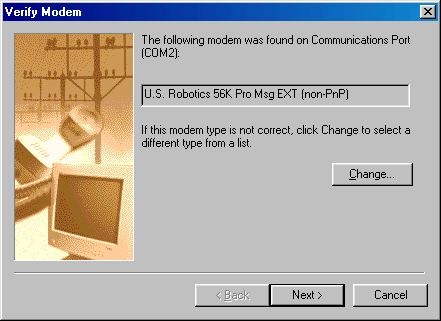 Verify Modem
The following modem was found on Communications Port
(COM2):
U.S. Robotics 56K Pro Msg EXT (non-PnP)
If this modem type is not correct, click Change to select a
different type from a list.
Change...
< Back
Next >
Cancel